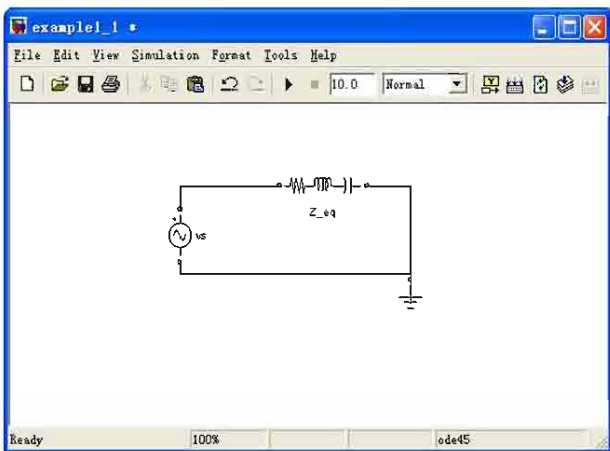 example1_1 *
File Edit View Simulation Format Tools Help
10.0 Normal
Z_eq
+
vs
Ready 100% ode45